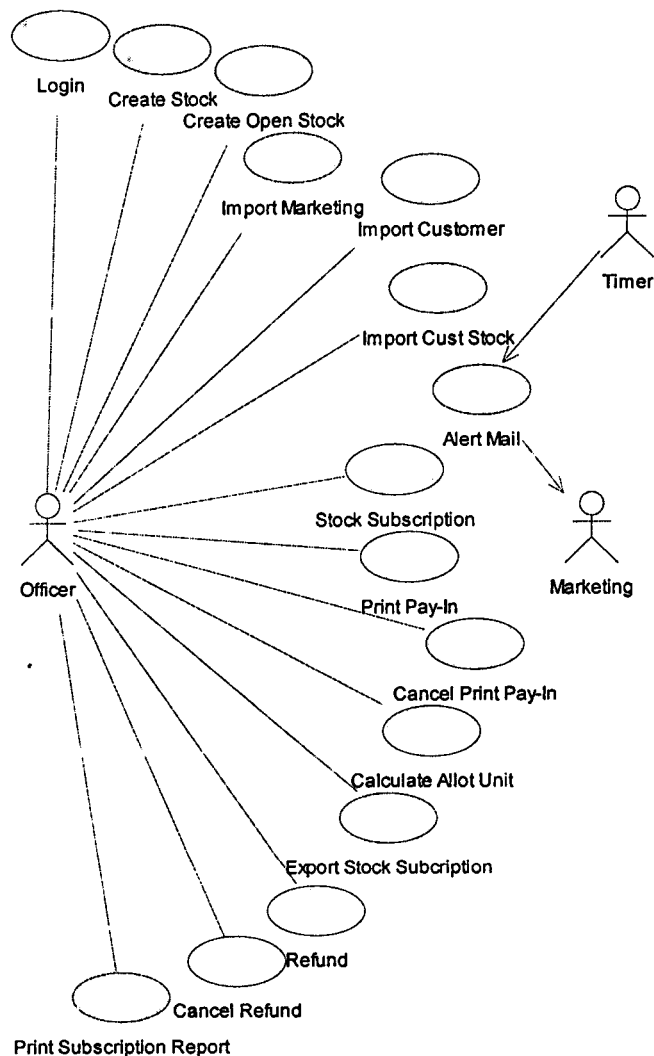 Login
Create Stock
Create Open Stock
Import Marketing
Import Customer
Timer
Import Cust Stock
Alert Mail
Stock Subscription
Officer
Marketing
Print Pay-In
Cancel Print Pay-In
Calculate Allot Unit
Export Stock Subcription
Refund
Cancel Refund
Print Subscription Report